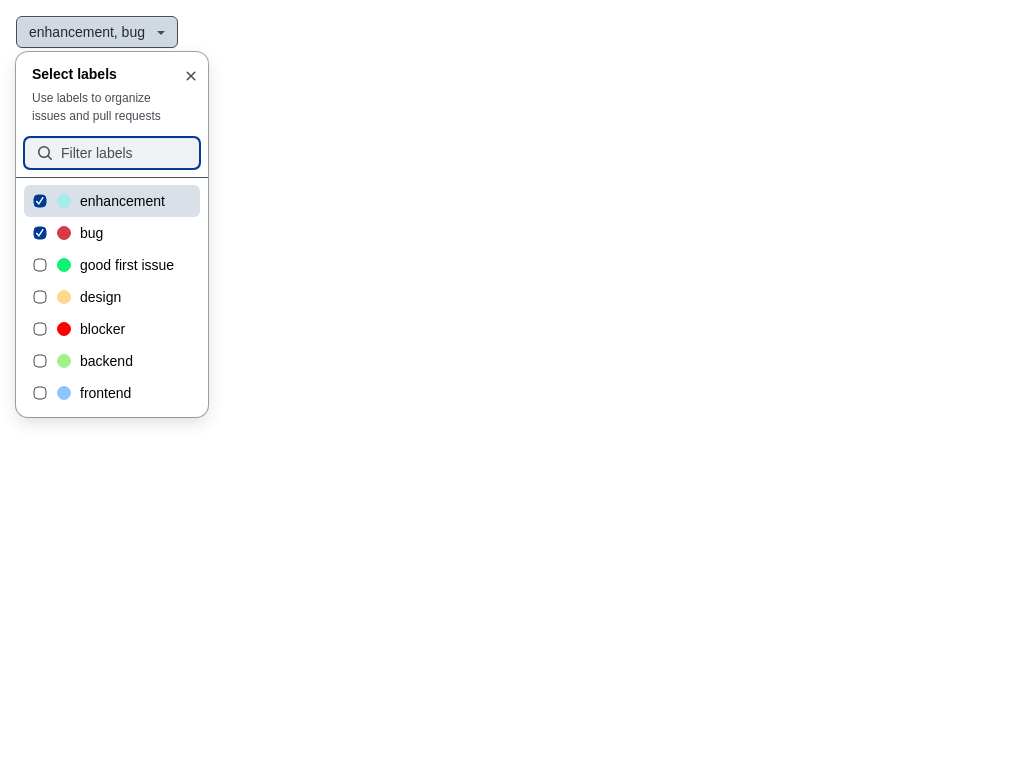 enhancement, bug
Select labels
Use labels to organize
issues and pull requests
Filter labels
enhancement
bug
good first issue
design
blocker
backend
frontend